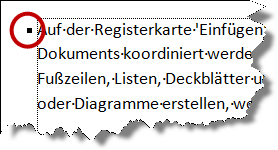 Auf der Registerkarte 'Einfügen
Dokuments koordiniert werde
Fußzeilen, Listen, Deckblätter u
oder Diagramme erstellen, we